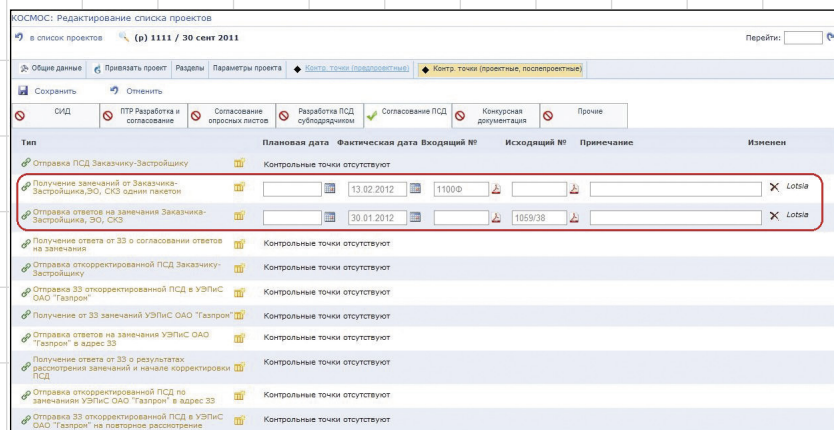 КОСМОС: Редактирование списка проектов
в список проектов (р) 1111 / 30 сент 2011 Перейти:
Общие данные Привязать проект Разделы Параметры проекта Контр. точки (предпроектные) Контр. точки (проектные, послепроектные)
Сохранить Отменить
СИД ПТР Разработка и согласование Согласование опросных листов Разработка ПСД субподрядчиком Согласование ПСД Конкурсная документация Прочие
Тип Плановая дата Фактическая дата Входящий № Исходящий № Примечание Изменен
Отправка ПСД Заказчику-Застройщику Контрольные точки отсутствуют
Получение замечаний от Заказчика-
Застройщика,ЭО, СКЗ одним пакетом 13.02.2012 1100Ф Lotsia
Отправка ответов на замечания Заказчика-
Застройщика, ЭО, СКЗ 30.01.2012 1059/38 Lotsia
Получение ответа от ЗЗ о согласовании ответов
на замечания Контрольные точки отсутствуют
Отправка откорректированной ПСД Заказчику-
Застройщику Контрольные точки отсутствуют
Отправка ЗЗ откорректированной ПСД в УЭПиС
ОАО "Газпром" Контрольные точки отсутствуют
Получение от ЗЗ замечаний УЭПиС ОАО "Газпром" Контрольные точки отсутствуют
Отправка ответов на замечания УЭПиС ОАО
"Газпром" в адрес ЗЗ Контрольные точки отсутствуют
Получение ответа от ЗЗ о результатах
рассмотрения замечаний и начале корректировки
ПСД Контрольные точки отсутствуют
Отправка откорректированной ПСД по
замечаниям УЭПиС ОАО "Газпром" в адрес ЗЗ Контрольные точки отсутствуют
Отправка ЗЗ откорректированной ПСД в УЭПиС
ОАО "Газпром" на повторное рассмотрение Контрольные точки отсутствуют